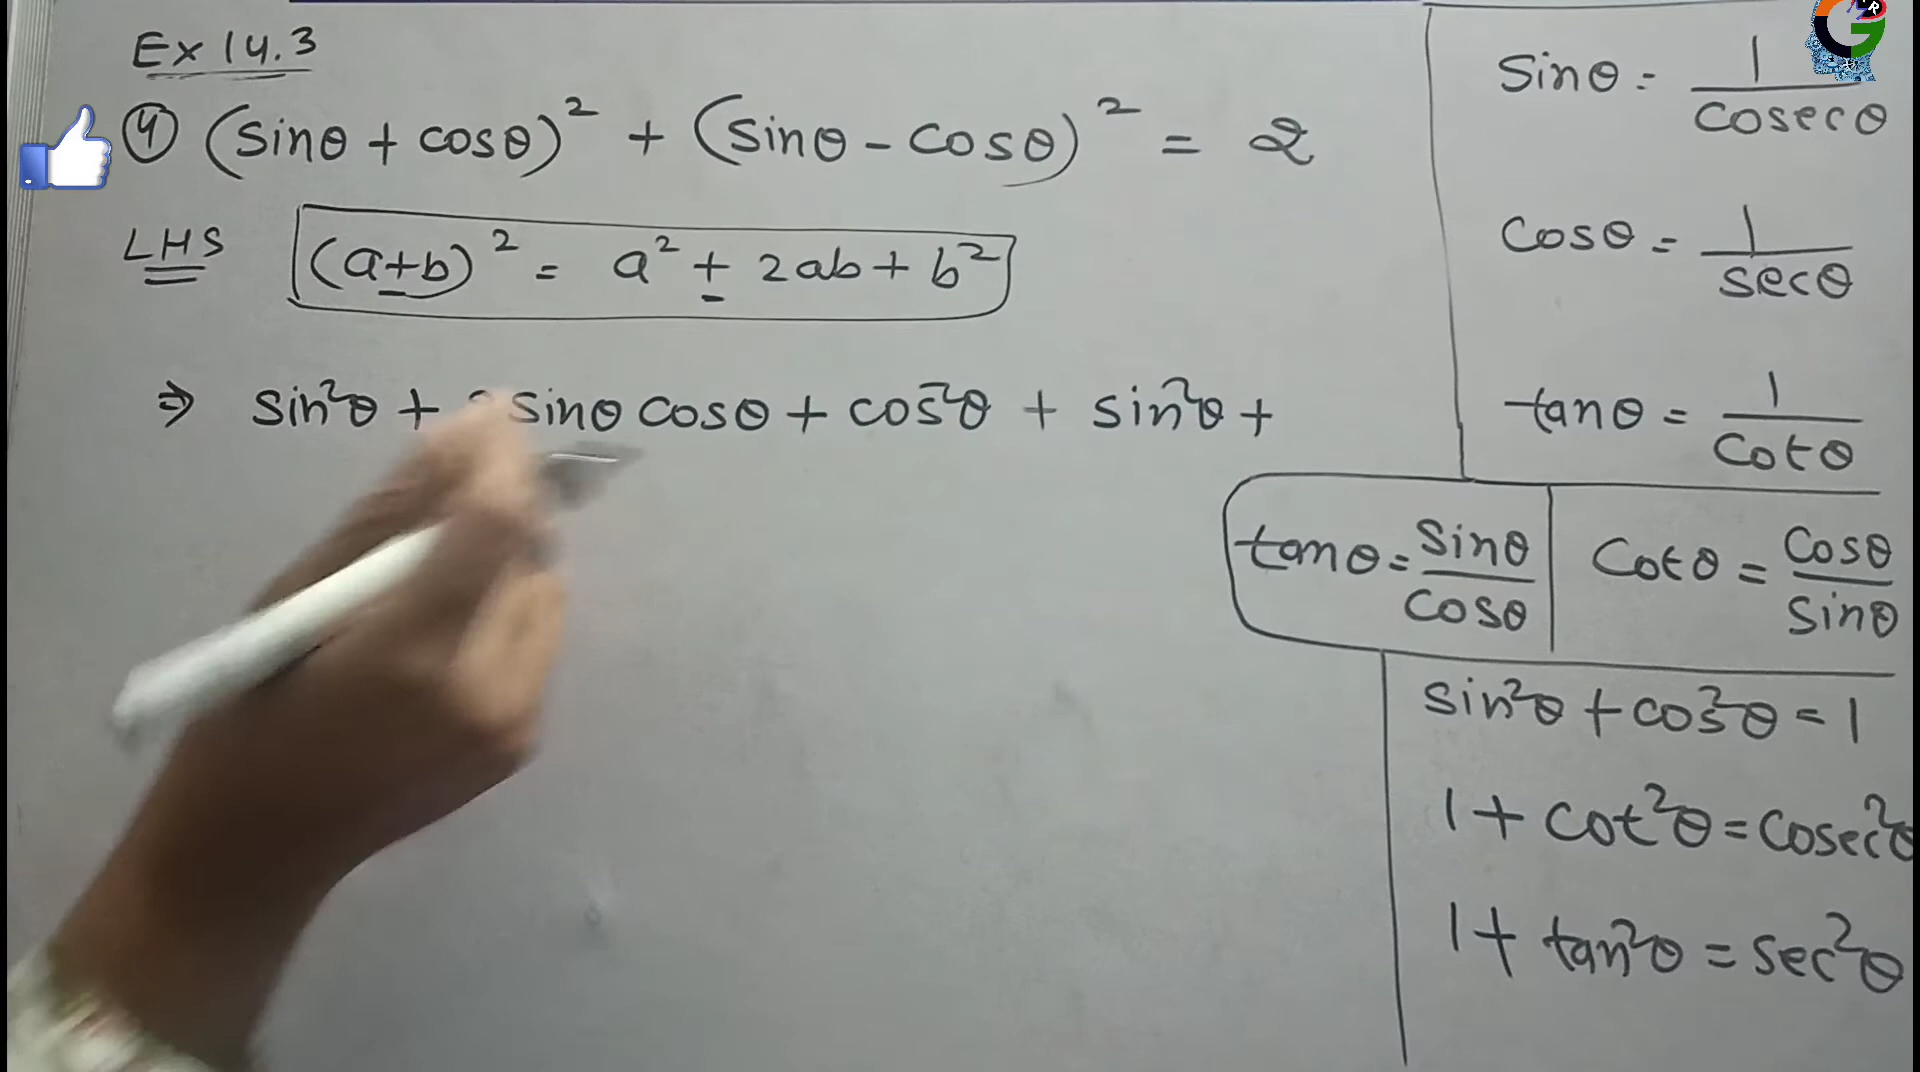 Ex 14.3
④ (sinθ + cosθ)² + (sinθ - cosθ)² = 2
LHS (a±b)² = a² ± 2ab + b²
⇒ sin²θ + 2sinθ cosθ + cos²θ + sin²θ +
sinθ = 1/cosecθ
cosθ = 1/secθ
tanθ = 1/cotθ
tanθ = sinθ/cosθ
cotθ = cosθ/sinθ
sin²θ + cos²θ = 1
1 + cot²θ = cosec²θ
1 + tan²θ = sec²θ